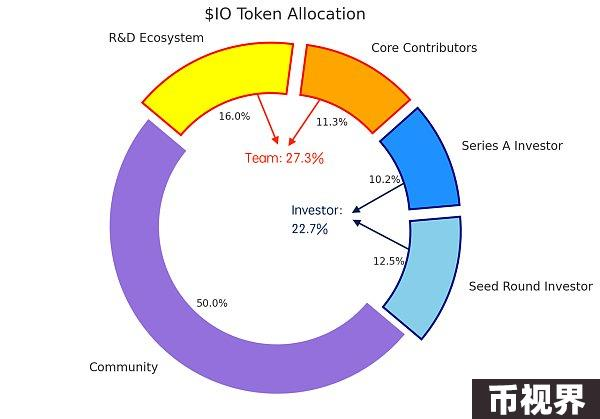 $IO Token Allocation
R&D Ecosystem
Core Contributors
16.0%
11.3%
Team: 27.3%
Series A Investor
10.2%
Investor:
22.7%
12.5%
Seed Round Investor
50.0%
Community
币视界